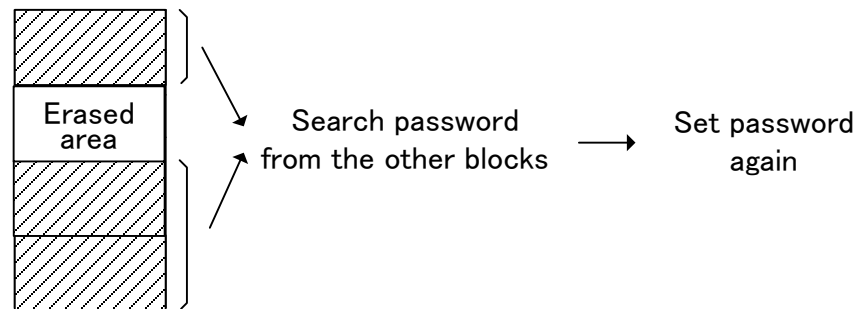 Erased
area
Search password
from the other blocks
Set password
again